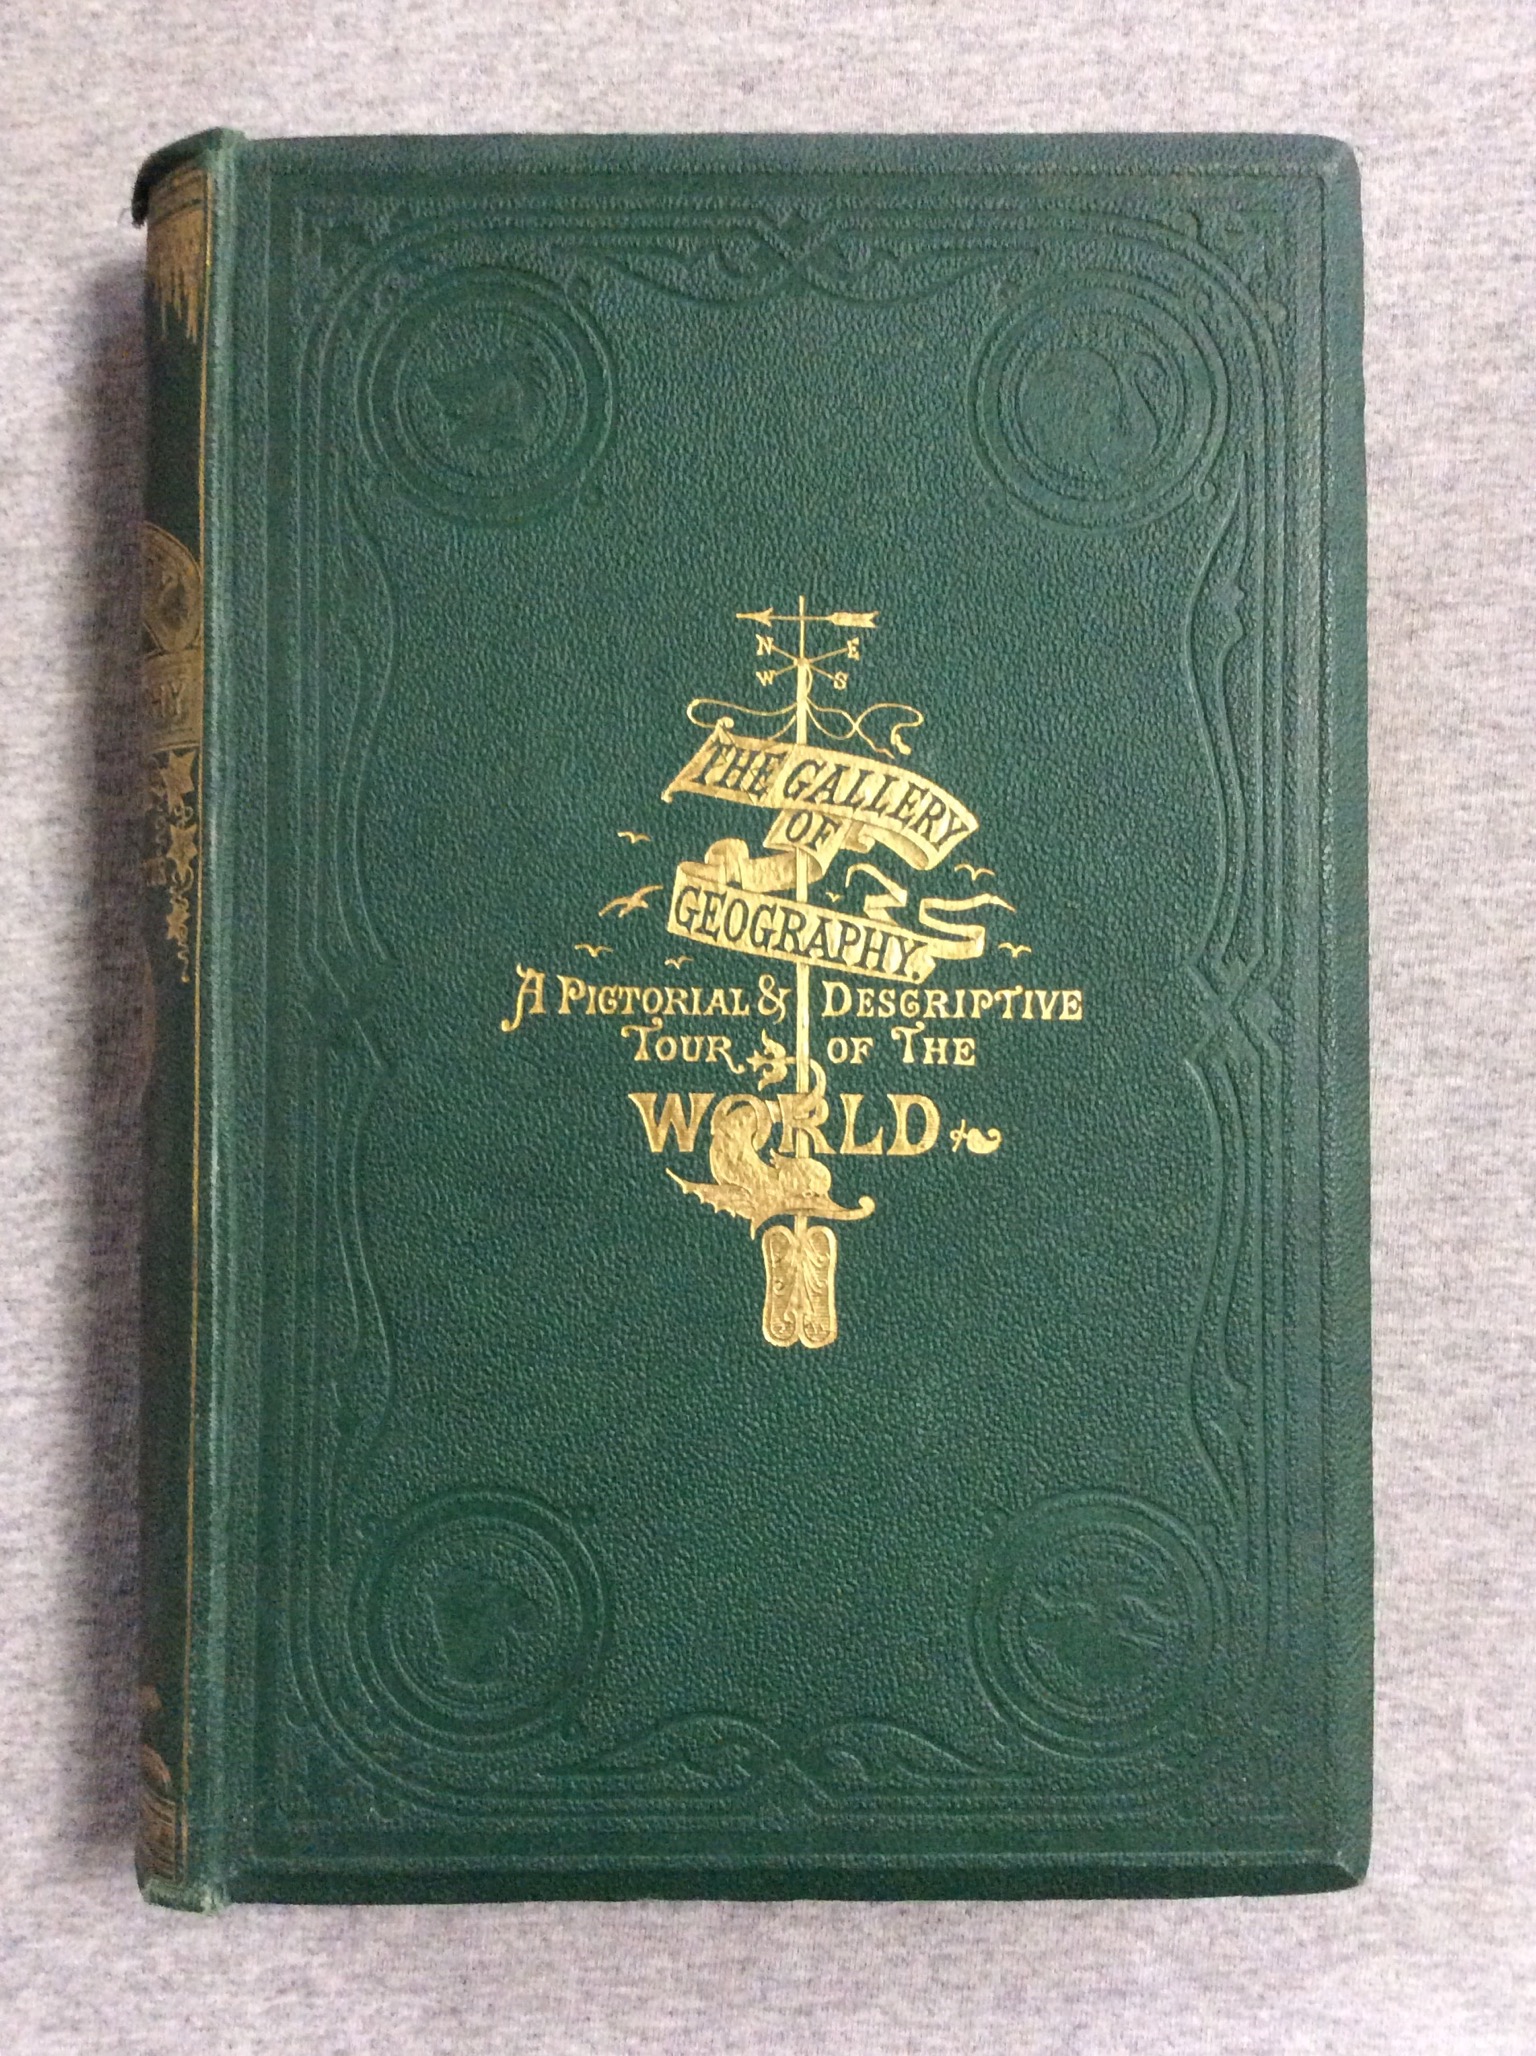 N E
W S
THE GALLERY
OF
GEOGRAPHY.
A PICTORIAL & DESCRIPTIVE
TOUR OF THE
WORLD